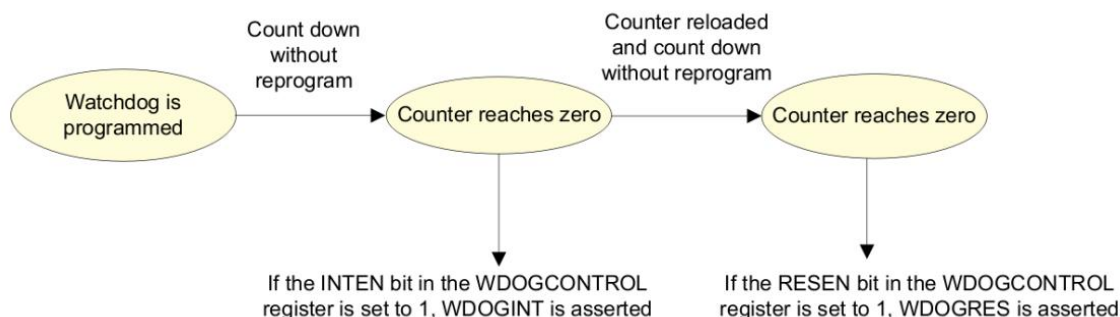 Count down
without
reprogram
Counter reloaded
and count down
without reprogram
Watchdog is
programmed
Counter reaches zero
Counter reaches zero
If the INTEN bit in the WDOGCONTROL
register is set to 1, WDOGINT is asserted
If the RESEN bit in the WDOGCONTROL
register is set to 1, WDOGRES is asserted